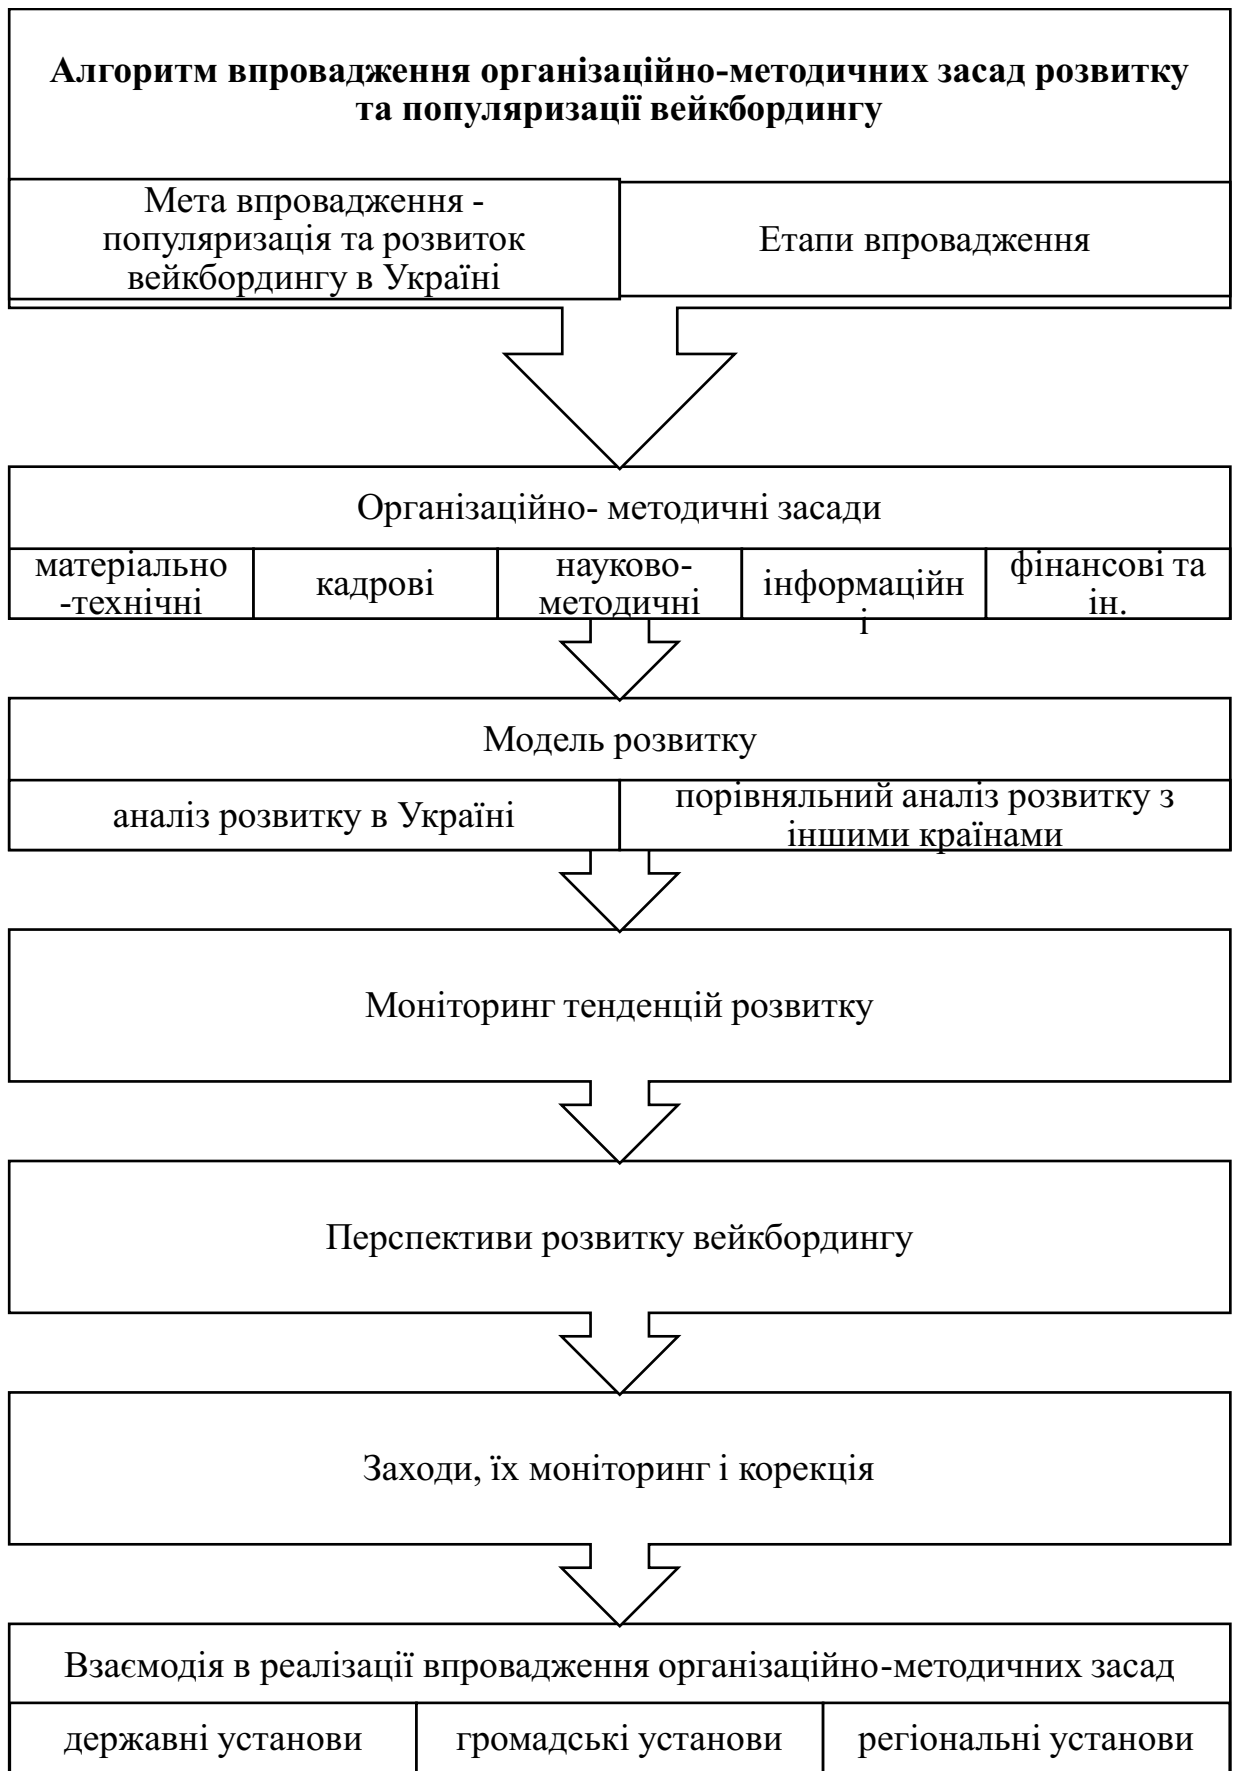 Алгоритм впровадження організаційно-методичних засад розвитку
та популяризації вейкбордингу
Мета впровадження -
популяризація та розвиток
вейкбордингу в Україні
Етапи впровадження
Організаційно- методичні засади
матеріально
-технічні
кадрові
науково-
методичні
інформаційн
і
фінансові та
ін.
Модель розвитку
аналіз розвитку в Україні
порівняльний аналіз розвитку з
іншими країнами
Моніторинг тенденцій розвитку
Перспективи розвитку вейкбордингу
Заходи, їх моніторинг і корекція
Взаємодія в реалізації впровадження організаційно-методичних засад
державні установи
громадські установи
регіональні установи